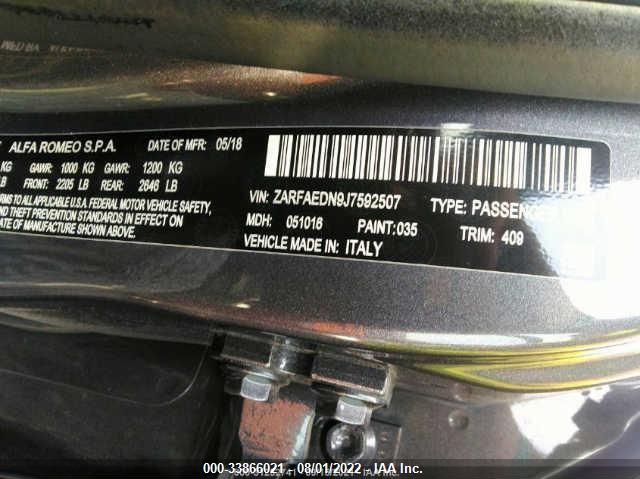 ALFA ROMEO S.P.A. DATE OF MFR: 05/18
KG GAWR: 1000 KG GAWR: 1200 KG
LB FRONT: 2205 LB REAR: 2646 LB
RMS TO ALL APPLICABLE U.S.A. FEDERAL MOTOR VEHICLE SAFETY,
AND THEFT PREVENTION STANDARDS IN EFFECT ON THE
DATE OF MANUFACTURE SHOWN ABOVE.
VIN: ZARFAEDN9J7592507 TYPE: PASSENGER
MDH: 051016 PAINT: 035 TRIM: 409
VEHICLE MADE IN: ITALY
000-33866021 - 08/01/2022 - IAA Inc.